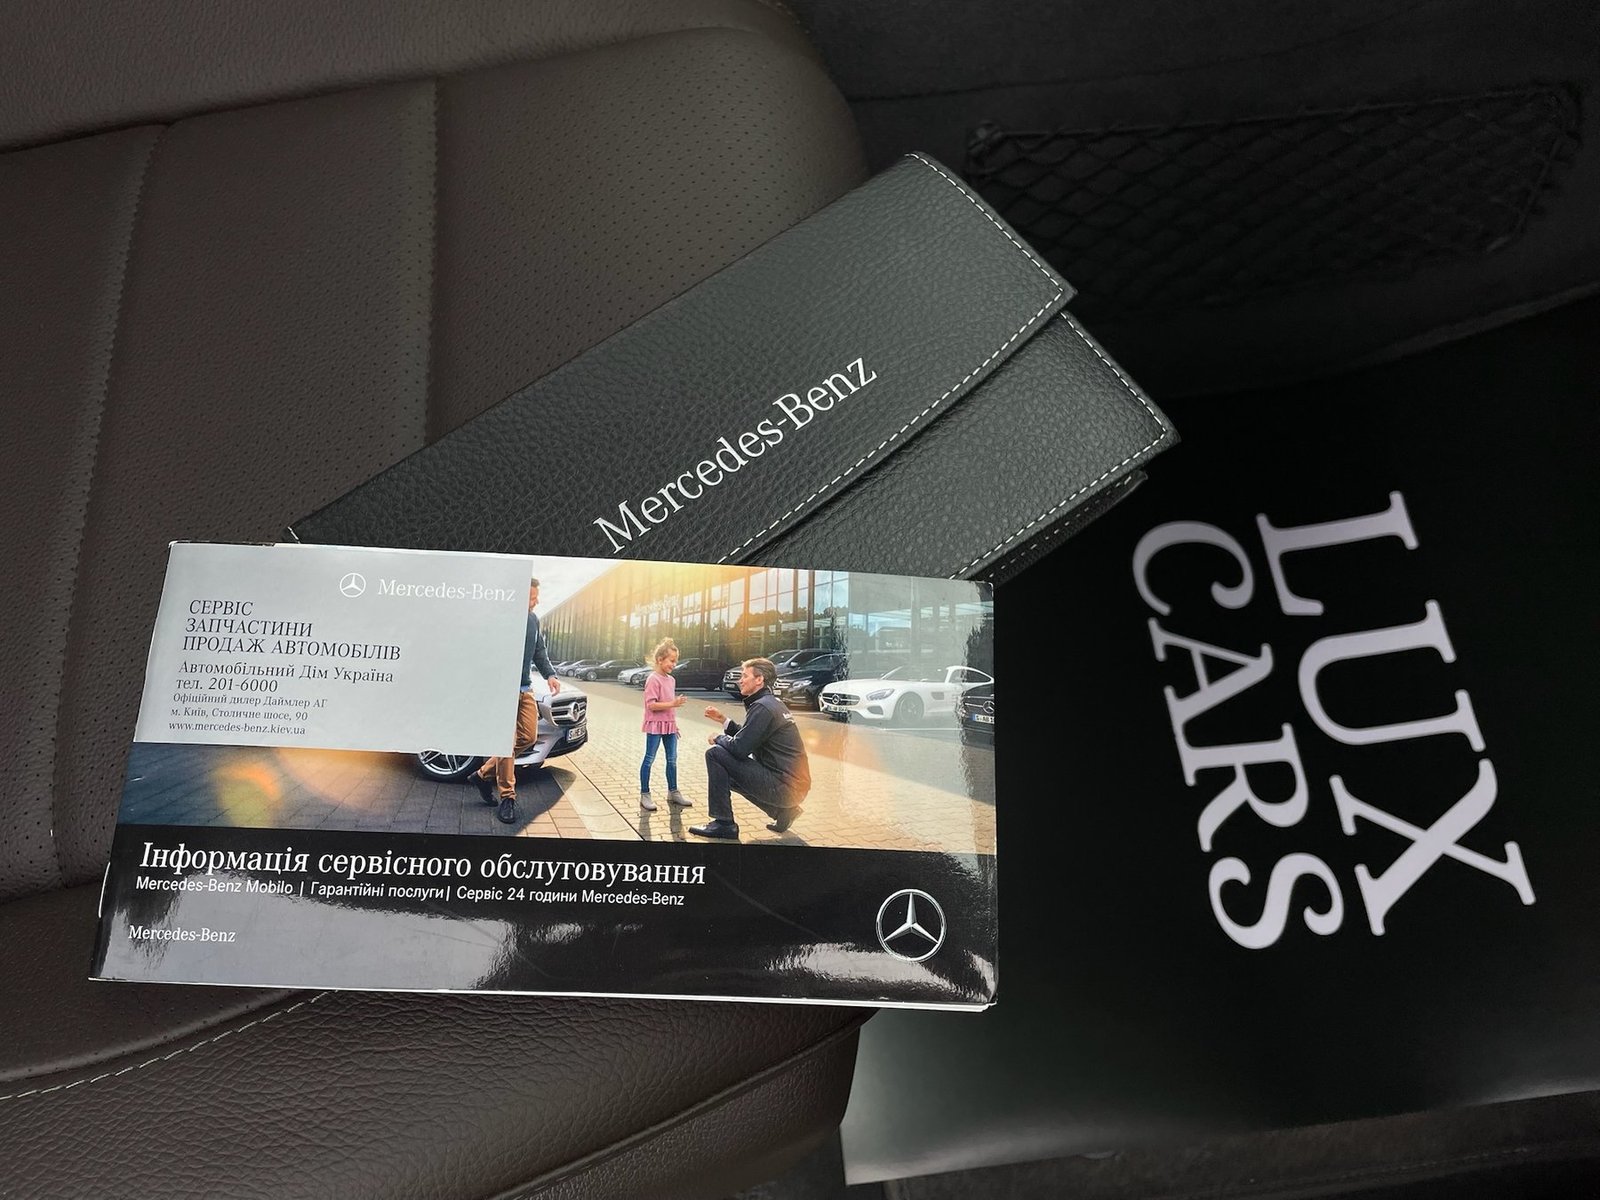 Mercedes-Benz
Mercedes-Benz
СЕРВІС
ЗАПЧАСТИНИ
ПРОДАЖ АВТОМОБІЛІВ
Автомобільний Дім Україна
тел. 201-6000
Офіційний дилер Даймлер АГ
м. Київ, Столичне шосе, 90
www.mercedes-benz.kiev.ua
Інформація сервісного обслуговування
Mercedes-Benz Mobilo | Гарантійні послуги| Сервіс 24 години Mercedes-Benz
Mercedes-Benz
LUX
CARS